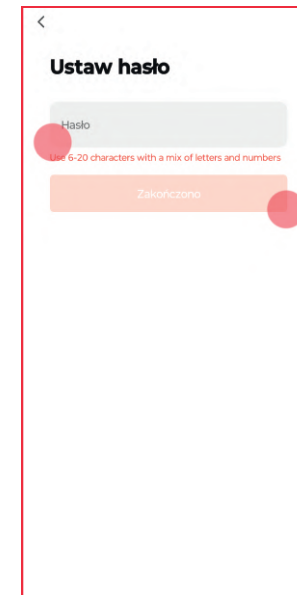 Ustaw hasło
Hasło
Use 6-20 characters with a mix of letters and numbers
Zakończono